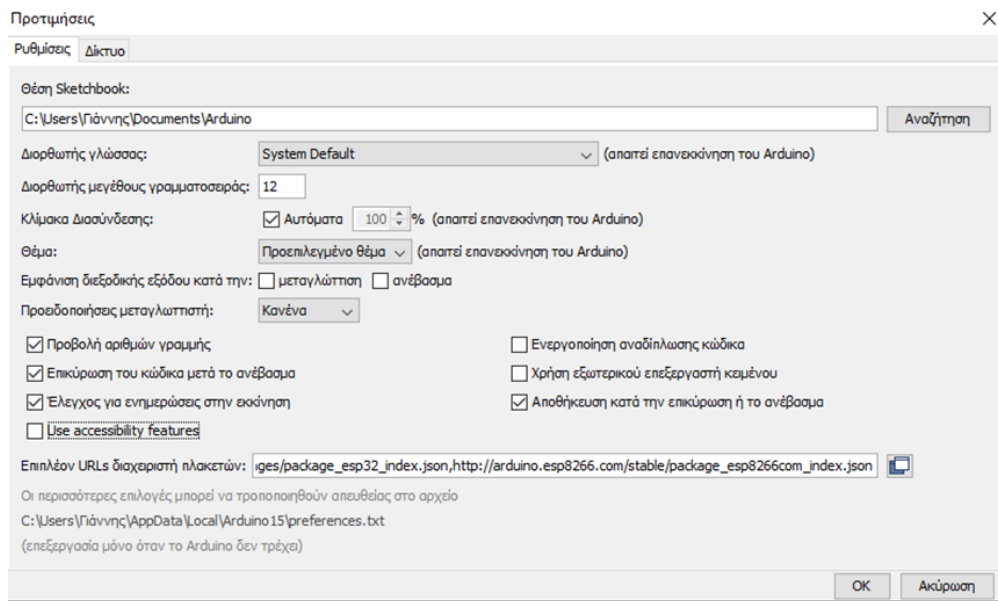 Προτιμήσεις
Ρυθμίσεις Δίκτυο
Θέση Sketchbook:
C:\Users\Γιάννης\Documents\Arduino Αναζήτηση
Διορθωτής γλώσσας: System Default (απαιτεί επανεκκίνηση του Arduino)
Διορθωτής μεγέθους γραμματοσειράς: 12
Κλίμακα Διασύνδεσης: Αυτόματα 100 % (απαιτεί επανεκκίνηση του Arduino)
Θέμα: Προεπιλεγμένο θέμα (απαιτεί επανεκκίνηση του Arduino)
Εμφάνιση διεξοδικής εξόδου κατά την: μεταγλώττιση ανέβασμα
Προειδοποιήσεις μεταγλωττιστή: Κανένα
Προβολή αριθμών γραμμής Ενεργοποίηση αναδίπλωσης κώδικα
Επικύρωση του κώδικα μετά το ανέβασμα Χρήση εξωτερικού επεξεργαστή κειμένου
Έλεγχος για ενημερώσεις στην εκκίνηση Αποθήκευση κατά την επικύρωση ή το ανέβασμα
Use accessibility features
Επιπλέον URLs διαχειριστή πλακετών: ges/package_esp32_index.json,http://arduino.esp8266.com/stable/package_esp8266com_index.json
Οι περισσότερες επιλογές μπορεί να τροποποιηθούν απευθείας στο αρχείο
C:\Users\Γιάννης\AppData\Local\Arduino15\preferences.txt
(επεξεργασία μόνο όταν το Arduino δεν τρέχει)
OK Ακύρωση